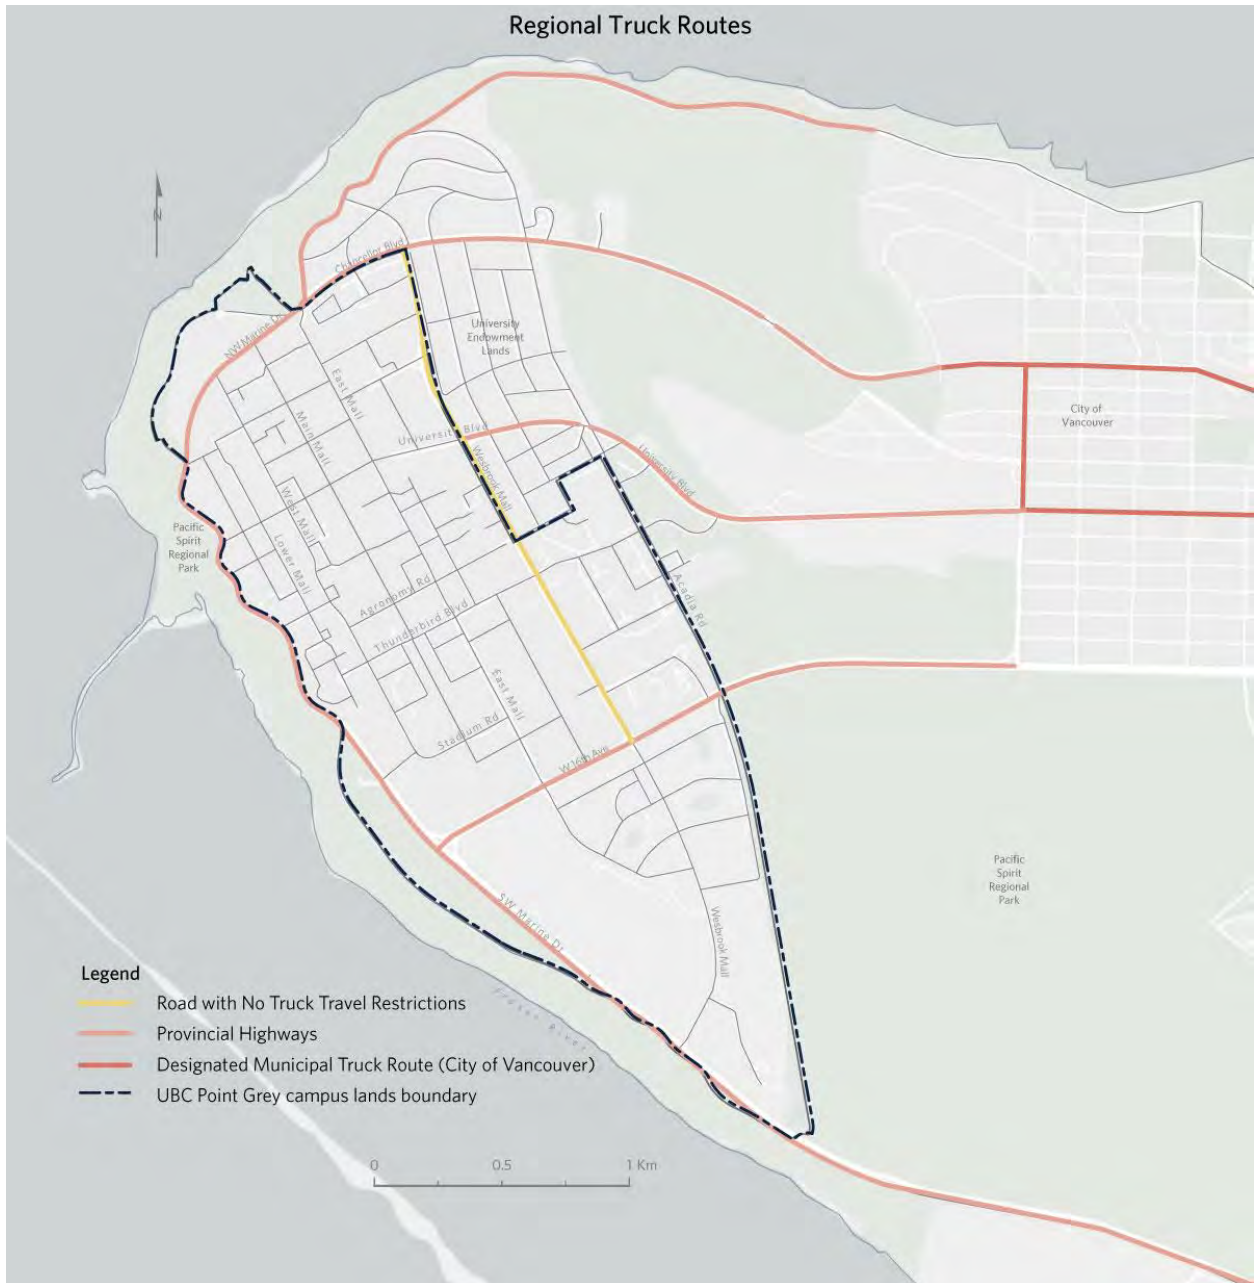 Regional Truck Routes
N
Chancellor Blvd
NW Marine Dr
University
Endowment
Lands
East Mall
Main Mall
University Blvd
Wesbrook Mall
University Blvd
City of
Vancouver
West Mall
Lower Mall
Pacific
Spirit
Regional
Park
Agronomy Rd
Thunderbird Blvd
Acadia Rd
East Mall
Stadium Rd
W 16th Ave
Pacific
Spirit
Regional
Park
SW Marine Dr
Wesbrook Mall
Fraser River
Legend
Road with No Truck Travel Restrictions
Provincial Highways
Designated Municipal Truck Route (City of Vancouver)
UBC Point Grey campus lands boundary
0 0.5 1 Km